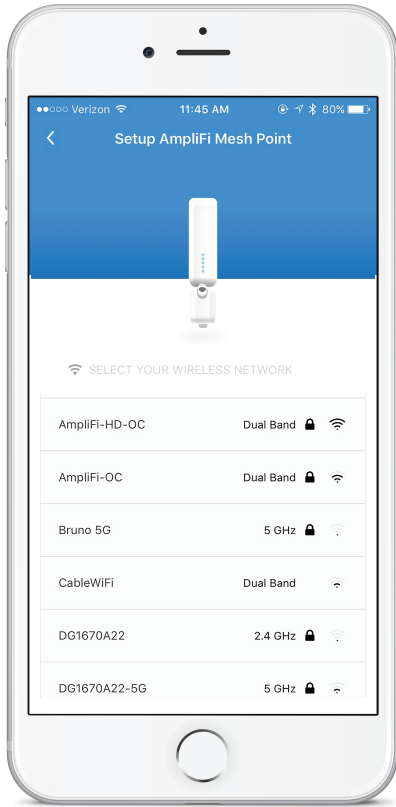 Verizon 11:45 AM 80%
Setup AmpliFi Mesh Point
SELECT YOUR WIRELESS NETWORK
AmpliFi-HD-OC Dual Band
AmpliFi-OC Dual Band
Bruno 5G 5 GHz
CableWiFi Dual Band
DG1670A22 2.4 GHz
DG1670A22-5G 5 GHz